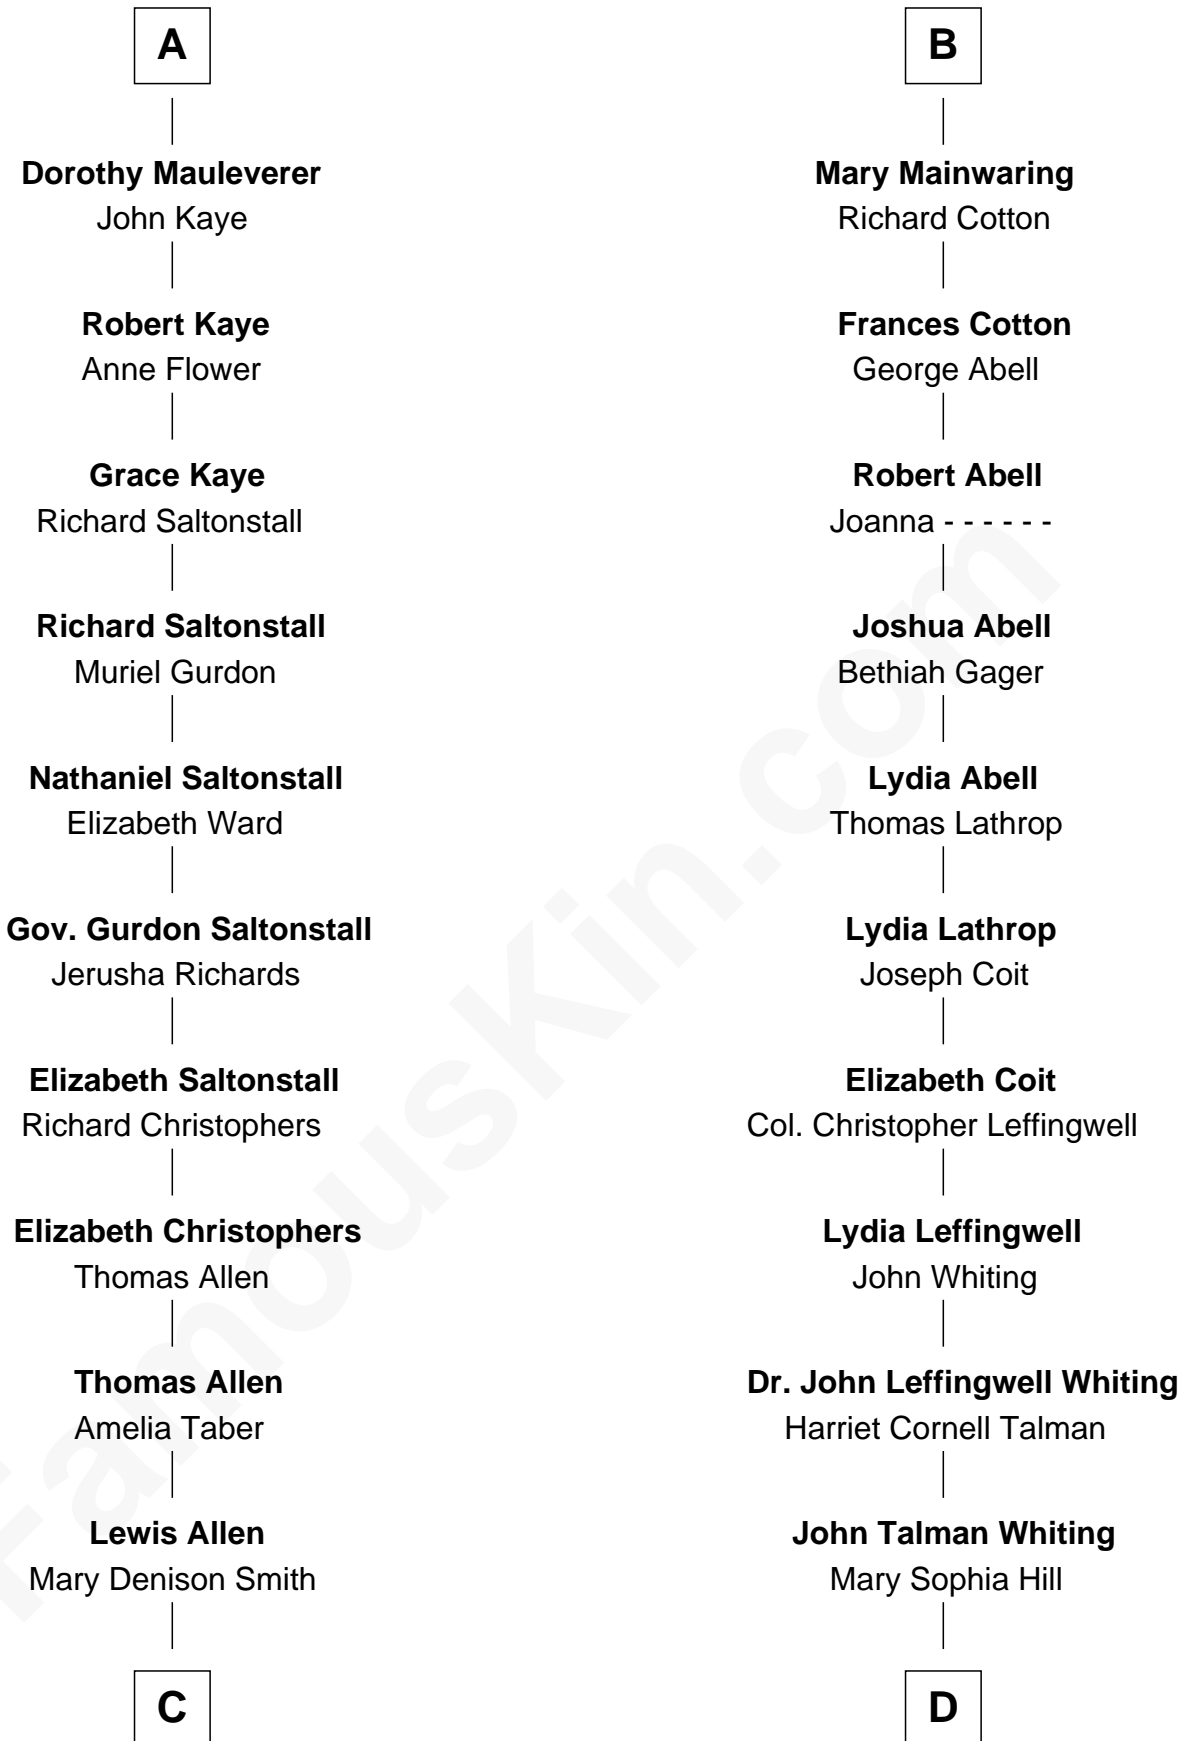 A
Dorothy Mauleverer
John Kaye
Robert Kaye
Anne Flower
Grace Kaye
Richard Saltonstall
Richard Saltonstall
Muriel Gurdon
Nathaniel Saltonstall
Elizabeth Ward
Gov. Gurdon Saltonstall
Jerusha Richards
Elizabeth Saltonstall
Richard Christophers
Elizabeth Christophers
Thomas Allen
Thomas Allen
Amelia Taber
Lewis Allen
Mary Denison Smith
C
B
Mary Mainwaring
Richard Cotton
Frances Cotton
George Abell
Robert Abell
Joanna - - - - - -
Joshua Abell
Bethiah Gager
Lydia Abell
Thomas Lathrop
Lydia Lathrop
Joseph Coit
Elizabeth Coit
Col. Christopher Leffingwell
Lydia Leffingwell
John Whiting
Dr. John Leffingwell Whiting
Harriet Cornell Talman
John Talman Whiting
Mary Sophia Hill
D
FamousKin.com